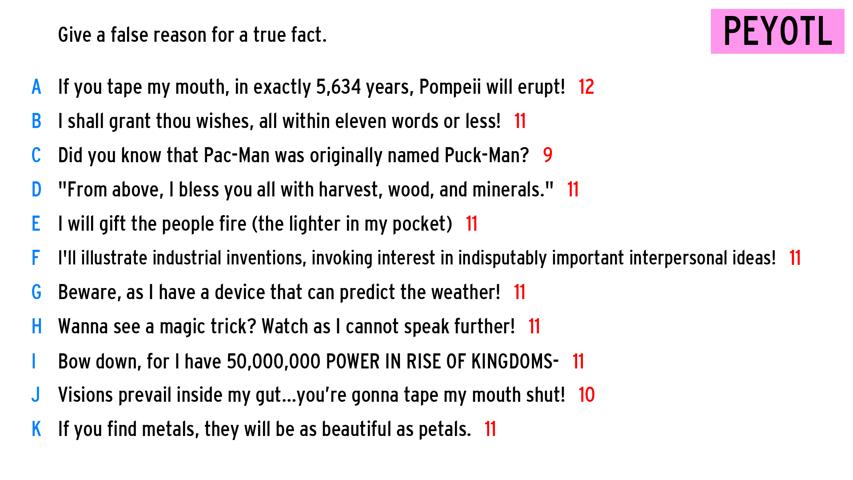 Give a false reason for a true fact.
PEYOTL
A If you tape my mouth, in exactly 5,634 years, Pompeii will erupt! 12
B I shall grant thou wishes, all within eleven words or less! 11
C Did you know that Pac-Man was originally named Puck-Man? 9
D "From above, I bless you all with harvest, wood, and minerals." 11
E I will gift the people fire (the lighter in my pocket) 11
F I'll illustrate industrial inventions, invoking interest in indisputably important interpersonal ideas! 11
G Beware, as I have a device that can predict the weather! 11
H Wanna see a magic trick? Watch as I cannot speak further! 11
I Bow down, for I have 50,000,000 POWER IN RISE OF KINGDOMS- 11
J Visions prevail inside my gut...you're gonna tape my mouth shut! 10
K If you find metals, they will be as beautiful as petals. 11